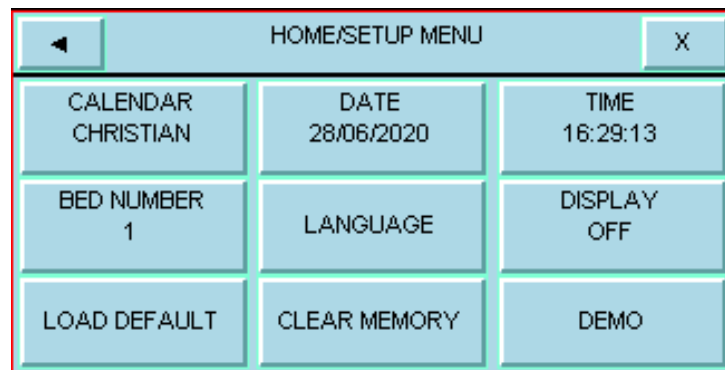 ◄ HOME/SETUP MENU X
CALENDAR DATE TIME
CHRISTIAN 28/06/2020 16:29:13
BED NUMBER LANGUAGE DISPLAY
1 OFF
LOAD DEFAULT CLEAR MEMORY DEMO